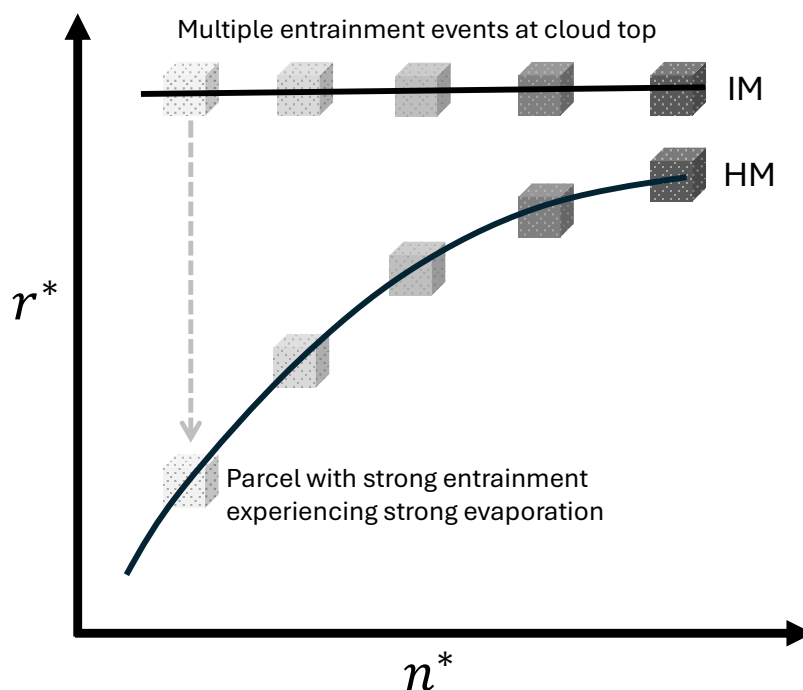 Multiple entrainment events at cloud top
IM
HM
r*
Parcel with strong entrainment
experiencing strong evaporation
n*